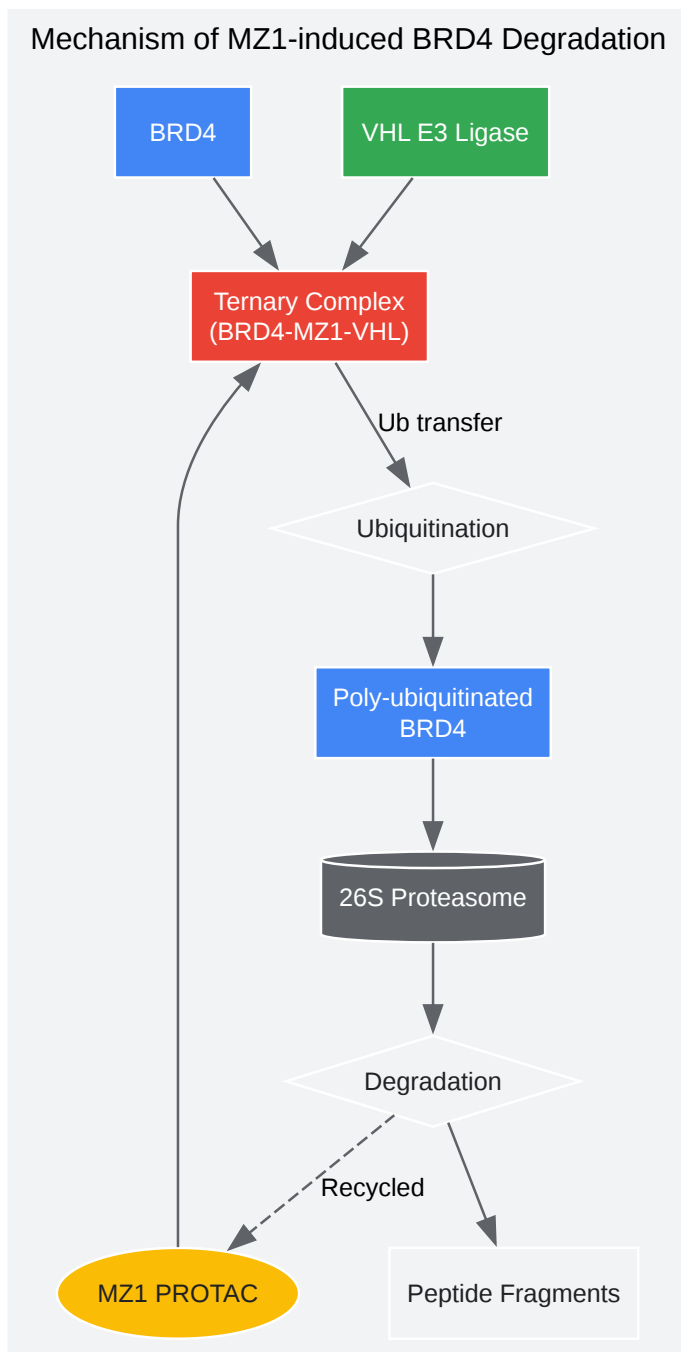 Mechanism of MZ1-induced BRD4 Degradation
BRD4
VHL E3 Ligase
Ternary Complex
(BRD4-MZ1-VHL)
Ub transfer
Ubiquitination
Poly-ubiquitinated
BRD4
26S Proteasome
Degradation
Recycled
MZ1 PROTAC
Peptide Fragments